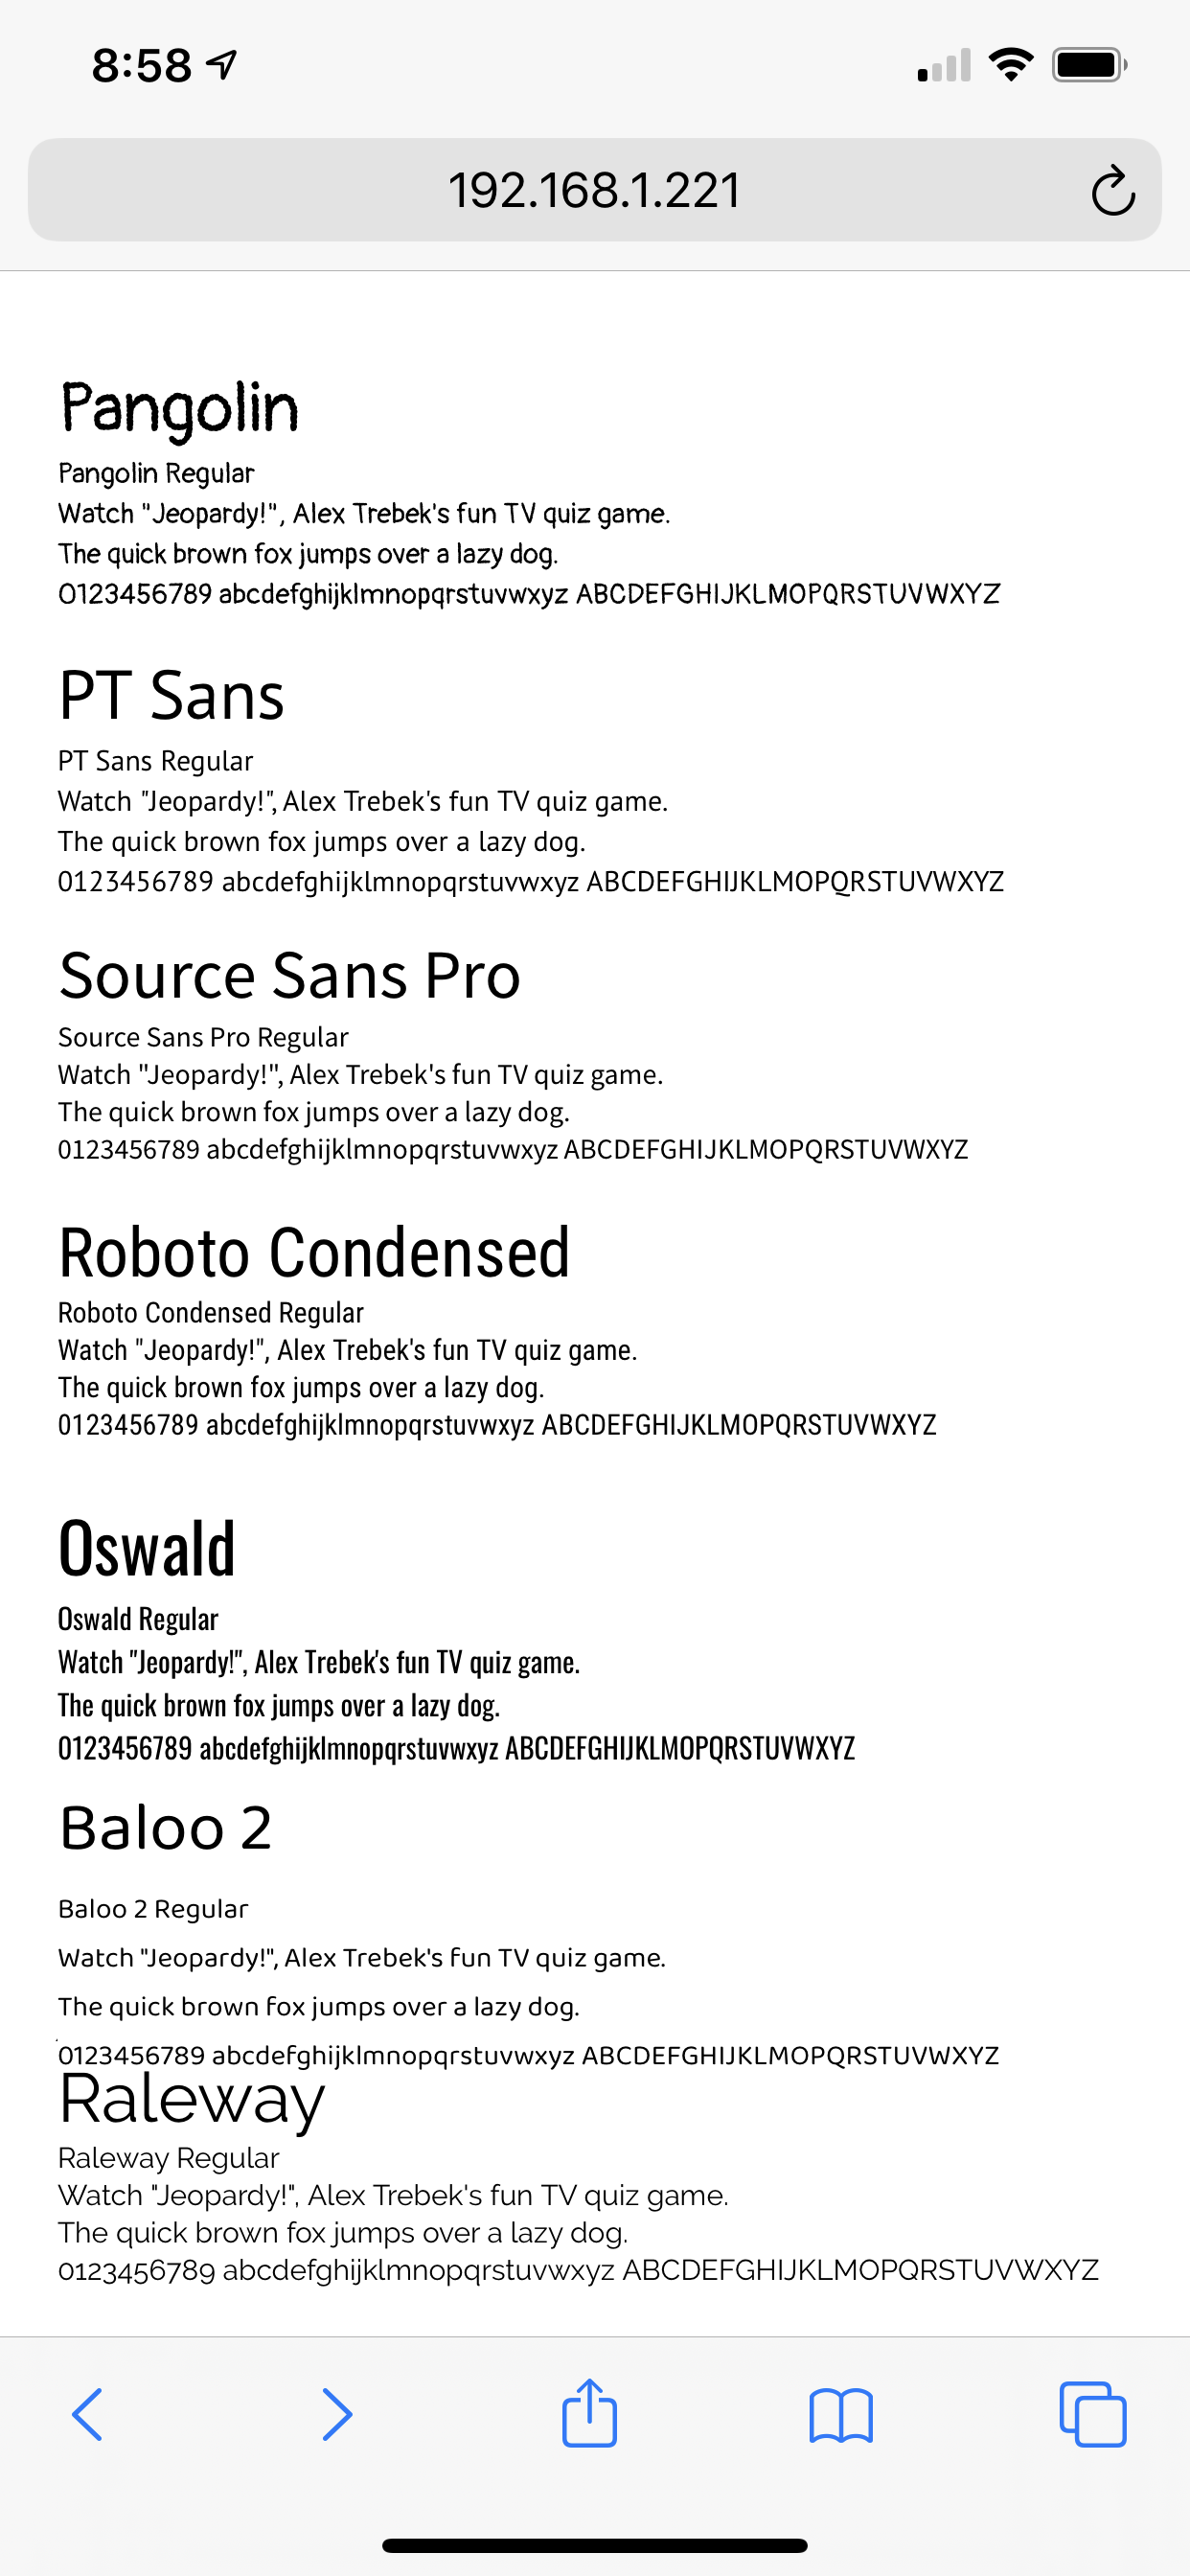 8:58
192.168.1.221
Pangolin
Pangolin Regular
Watch "Jeopardy!", Alex Trebek's fun TV quiz game.
The quick brown fox jumps over a lazy dog.
0123456789 abcdefghijklmnopqrstuvwxyz ABCDEFGHIJKLMOPQRSTUVWXYZ
PT Sans
PT Sans Regular
Watch "Jeopardy!", Alex Trebek's fun TV quiz game.
The quick brown fox jumps over a lazy dog.
0123456789 abcdefghijklmnopqrstuvwxyz ABCDEFGHIJKLMOPQRSTUVWXYZ
Source Sans Pro
Source Sans Pro Regular
Watch "Jeopardy!", Alex Trebek's fun TV quiz game.
The quick brown fox jumps over a lazy dog.
0123456789 abcdefghijklmnopqrstuvwxyz ABCDEFGHIJKLMOPQRSTUVWXYZ
Roboto Condensed
Roboto Condensed Regular
Watch "Jeopardy!", Alex Trebek's fun TV quiz game.
The quick brown fox jumps over a lazy dog.
0123456789 abcdefghijklmnopqrstuvwxyz ABCDEFGHIJKLMOPQRSTUVWXYZ
Oswald
Oswald Regular
Watch "Jeopardy!", Alex Trebek's fun TV quiz game.
The quick brown fox jumps over a lazy dog.
0123456789 abcdefghijklmnopqrstuvwxyz ABCDEFGHIJKLMOPQRSTUVWXYZ
Baloo 2
Baloo 2 Regular
Watch "Jeopardy!", Alex Trebek's fun TV quiz game.
The quick brown fox jumps over a lazy dog.
0123456789 abcdefghijklmnopqrstuvwxyz ABCDEFGHIJKLMOPQRSTUVWXYZ
Raleway
Raleway Regular
Watch "Jeopardy!", Alex Trebek's fun TV quiz game.
The quick brown fox jumps over a lazy dog.
0123456789 abcdefghijklmnopqrstuvwxyz ABCDEFGHIJKLMOPQRSTUVWXYZ